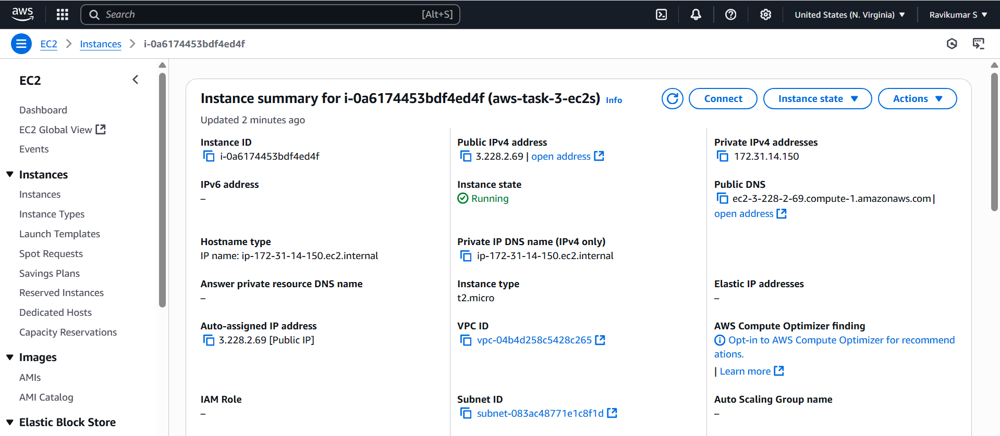 aws
Search [Alt+S]
United States (N. Virginia)
Ravikumar S
EC2
Instances
i-0a6174453bdf4ed4f
EC2
Dashboard
EC2 Global View
Events
Instances
Instances
Instance Types
Launch Templates
Spot Requests
Savings Plans
Reserved Instances
Dedicated Hosts
Capacity Reservations
Images
AMIs
AMI Catalog
Elastic Block Store
Instance summary for i-0a6174453bdf4ed4f (aws-task-3-ec2s) Info
Connect
Instance state
Actions
Updated 2 minutes ago
Instance ID
i-0a6174453bdf4ed4f
Public IPv4 address
3.228.2.69 | open address
Private IPv4 addresses
172.31.14.150
IPv6 address
–
Instance state
Running
Public DNS
ec2-3-228-2-69.compute-1.amazonaws.com |
open address
Hostname type
IP name: ip-172-31-14-150.ec2.internal
Private IP DNS name (IPv4 only)
ip-172-31-14-150.ec2.internal
Answer private resource DNS name
–
Instance type
t2.micro
Elastic IP addresses
–
Auto-assigned IP address
3.228.2.69 [Public IP]
VPC ID
vpc-04b4d258c5428c265
AWS Compute Optimizer finding
Opt-in to AWS Compute Optimizer for recommend
ations.
| Learn more
IAM Role
–
Subnet ID
subnet-083ac48771e1c8f1d
Auto Scaling Group name
–